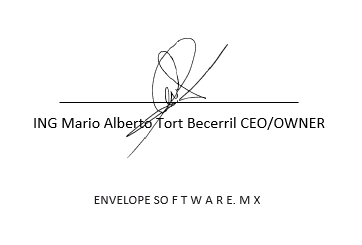 ING Mario Alberto Tort Becerril CEO/OWNER
ENVELOPE SO F T W A R E. M X